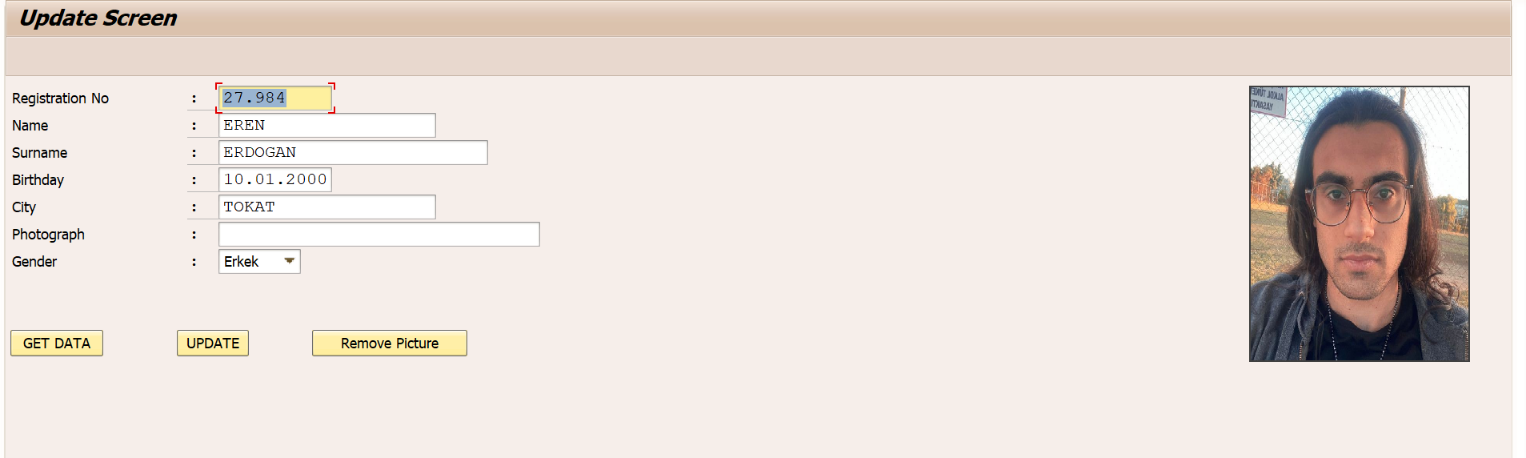 Update Screen
Registration No : 27.984
Name : EREN
Surname : ERDOGAN
Birthday : 10.01.2000
City : TOKAT
Photograph :
Gender : Erkek
GET DATA UPDATE Remove Picture